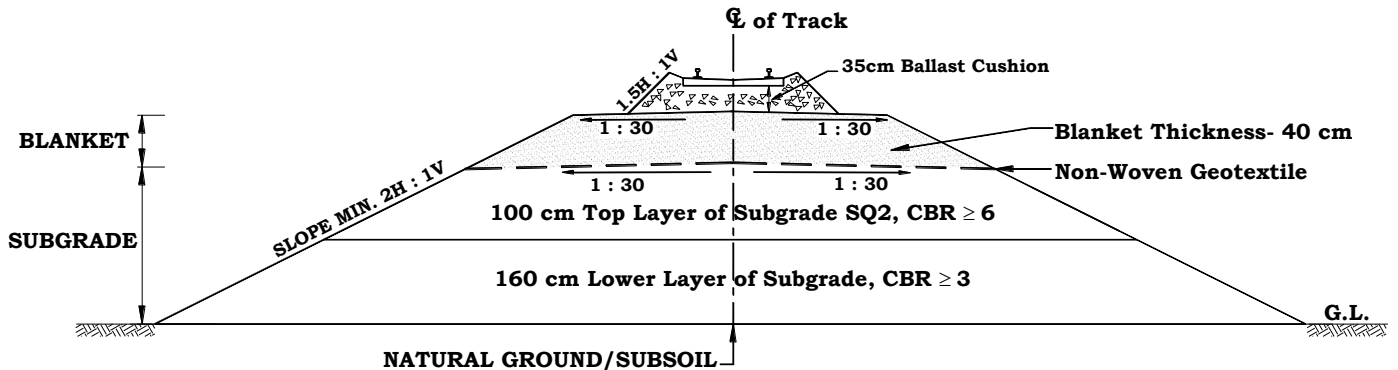 ℄ of Track
35cm Ballast Cushion
1.5H : 1V
1 : 30
1 : 30
BLANKET
Blanket Thickness- 40 cm
Non-Woven Geotextile
1 : 30
1 : 30
SLOPE MIN. 2H : 1V
100 cm Top Layer of Subgrade SQ2, CBR ≥ 6
SUBGRADE
160 cm Lower Layer of Subgrade, CBR ≥ 3
G.L.
NATURAL GROUND/SUBSOIL